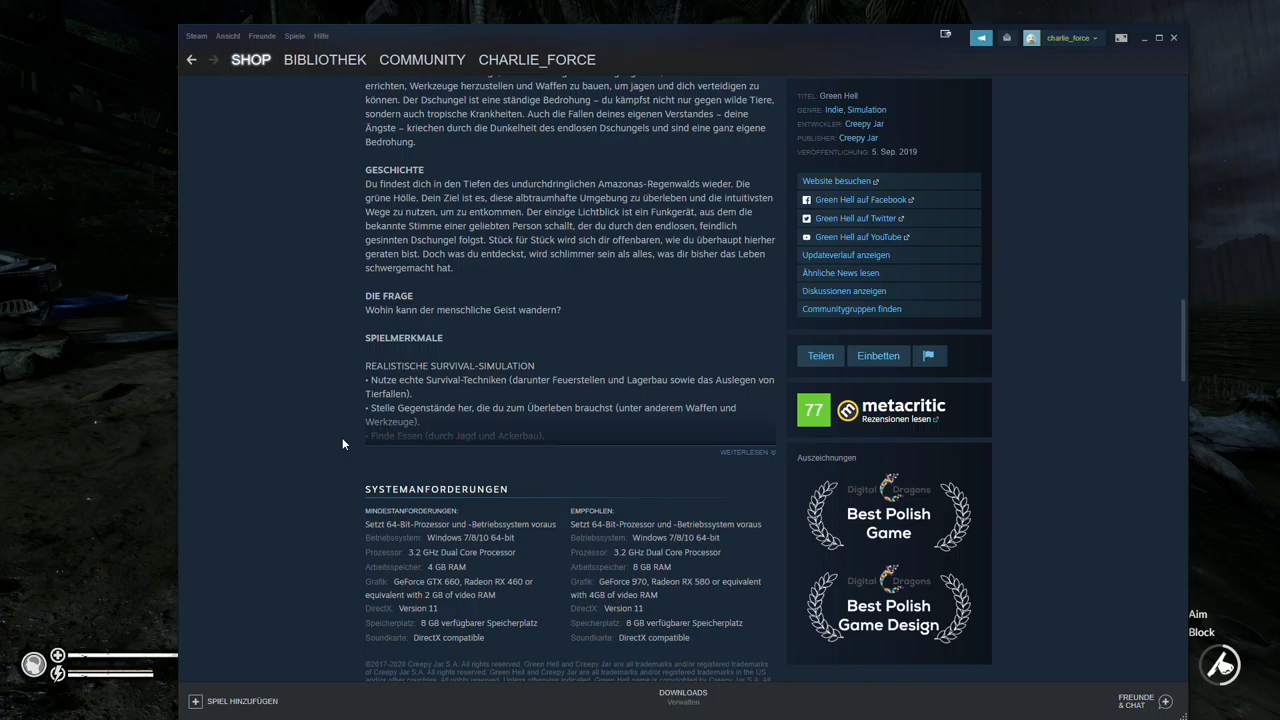 Steam Ansicht Freunde Spiele Hilfe
charlie_force
SHOP BIBLIOTHEK COMMUNITY CHARLIE_FORCE
errichten, Werkzeuge herzustellen und Waffen zu bauen, um jagen und dich verteidigen zu
können. Der Dschungel ist eine ständige Bedrohung – du kämpfst nicht nur gegen wilde Tiere,
sondern auch tropische Krankheiten. Auch die Fallen deines eigenen Verstandes – deine
Ängste – kriechen durch die Dunkelheit des endlosen Dschungels und sind eine ganz eigene
Bedrohung.
GESCHICHTE
Du findest dich in den Tiefen des undurchdringlichen Amazonas-Regenwalds wieder. Die
grüne Hölle. Dein Ziel ist es, diese albtraumhafte Umgebung zu überleben und die intuitivsten
Wege zu nutzen, um zu entkommen. Der einzige Lichtblick ist ein Funkgerät, aus dem die
bekannte Stimme einer geliebten Person schallt, der du durch den endlosen, feindlich
gesinnten Dschungel folgst. Stück für Stück wird sich dir offenbaren, wie du überhaupt hierher
geraten bist. Doch was du entdeckst, wird schlimmer sein als alles, was dir bisher das Leben
schwergemacht hat.
DIE FRAGE
Wohin kann der menschliche Geist wandern?
SPIELMERKMALE
REALISTISCHE SURVIVAL-SIMULATION
• Nutze echte Survival-Techniken (darunter Feuerstellen und Lagerbau sowie das Auslegen von
Tierfallen).
• Stelle Gegenstände her, die du zum Überleben brauchst (unter anderem Waffen und
Werkzeuge).
• Finde Essen (durch Jagd und Ackerbau).
WEITERLESEN
SYSTEMANFORDERUNGEN
MINDESTANFORDERUNGEN:
Setzt 64-Bit-Prozessor und -Betriebssystem voraus
Betriebssystem: Windows 7/8/10 64-bit
Prozessor: 3.2 GHz Dual Core Processor
Arbeitsspeicher: 4 GB RAM
Grafik: GeForce GTX 660, Radeon RX 460 or
equivalent with 2 GB of video RAM
DirectX: Version 11
Speicherplatz: 8 GB verfügbarer Speicherplatz
Soundkarte: DirectX compatible
EMPFOHLEN:
Setzt 64-Bit-Prozessor und -Betriebssystem voraus
Betriebssystem: Windows 7/8/10 64-bit
Prozessor: 3.2 GHz Dual Core Processor
Arbeitsspeicher: 8 GB RAM
Grafik: GeForce 970, Radeon RX 580 or equivalent
with 4GB of video RAM
DirectX: Version 11
Speicherplatz: 8 GB verfügbarer Speicherplatz
Soundkarte: DirectX compatible
©2017-2020 Creepy Jar S.A. All rights reserved. Green Hell and Creepy Jar are all trademarks and/or registered trademarks
of Creepy Jar S.A. All rights reserved. Green Hell and Creepy Jar are all trademarks and/or registered trademarks in the US
and/or other countries. All rights reserved. Unless otherwise indicated, Green Hell name is copyrighted by Creepy Jar S.A. All
TITEL: Green Hell
GENRE: Indie, Simulation
ENTWICKLER: Creepy Jar
PUBLISHER: Creepy Jar
VERÖFFENTLICHUNG: 5. Sep. 2019
Website besuchen
Green Hell auf Facebook
Green Hell auf Twitter
Green Hell auf YouTube
Updateverlauf anzeigen
Ähnliche News lesen
Diskussionen anzeigen
Communitygruppen finden
Teilen Einbetten
77 metacritic
Rezensionen lesen
Auszeichnungen
Digital Dragons
Best Polish
Game
Digital Dragons
Best Polish
Game Design
Aim
Block
SPIEL HINZUFÜGEN
DOWNLOADS
Verwalten
FREUNDE
& CHAT